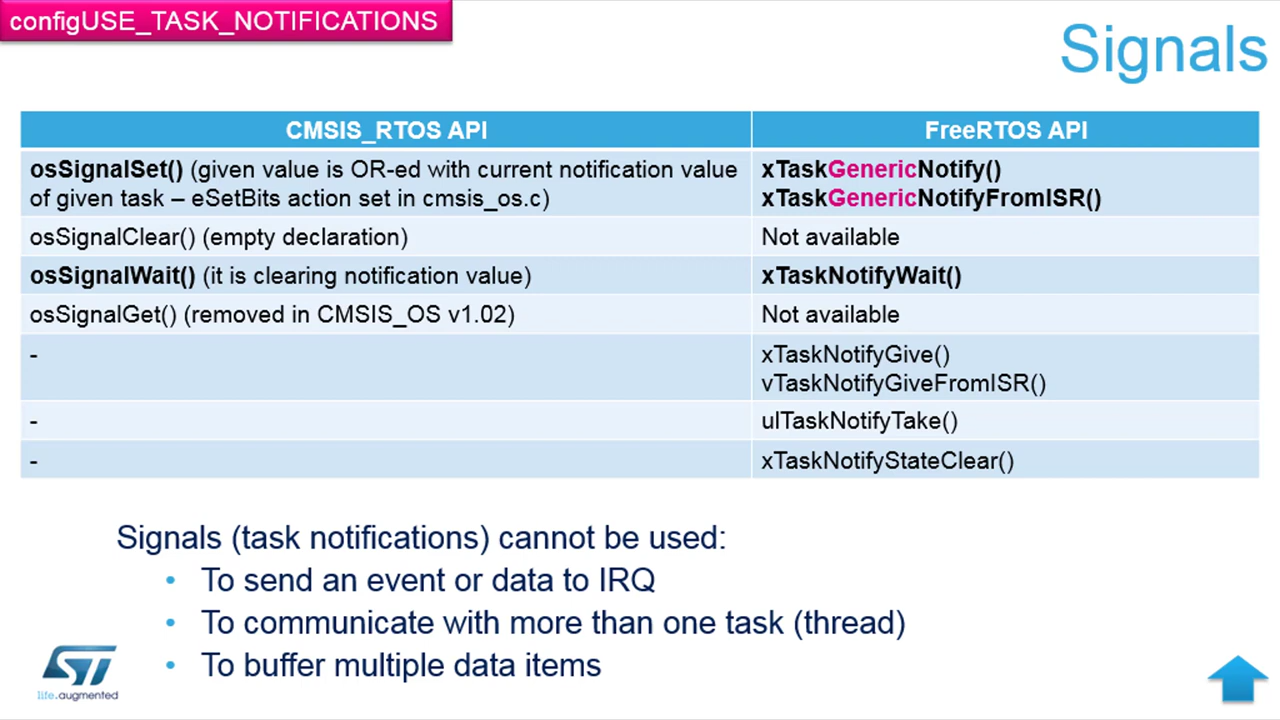 configUSE_TASK_NOTIFICATIONS
Signals
CMSIS_RTOS API
FreeRTOS API
osSignalSet() (given value is OR-ed with current notification value
of given task – eSetBits action set in cmsis_os.c)
xTaskGenericNotify()
xTaskGenericNotifyFromISR()
osSignalClear() (empty declaration)
Not available
osSignalWait() (it is clearing notification value)
xTaskNotifyWait()
osSignalGet() (removed in CMSIS_OS v1.02)
Not available
-
xTaskNotifyGive()
vTaskNotifyGiveFromISR()
-
ulTaskNotifyTake()
-
xTaskNotifyStateClear()
Signals (task notifications) cannot be used:
• To send an event or data to IRQ
• To communicate with more than one task (thread)
• To buffer multiple data items
ST
life.augmented